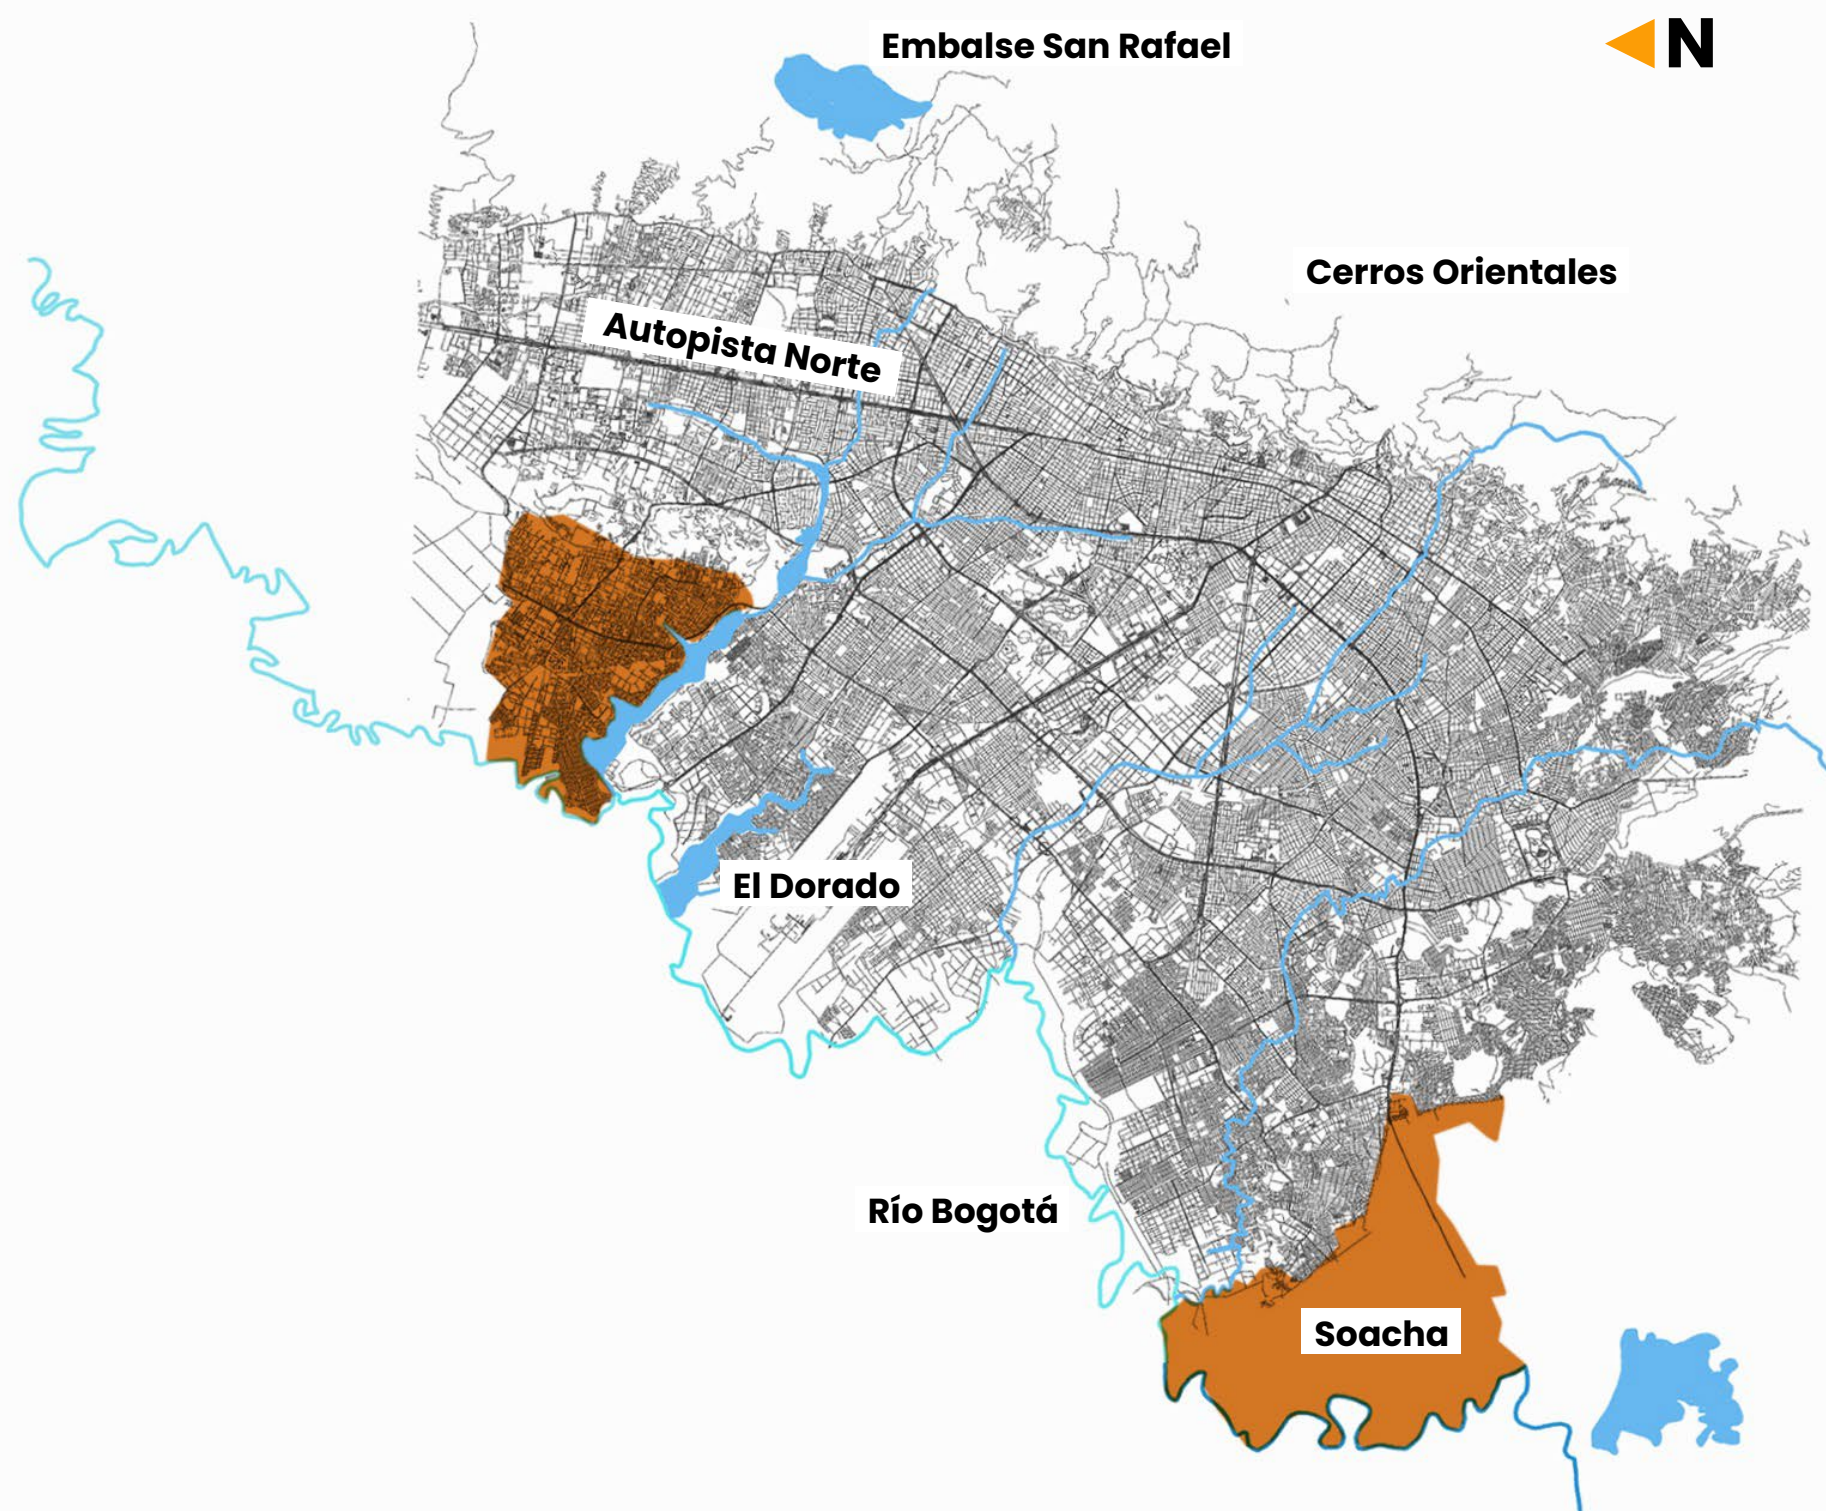 Embalse San Rafael
N
Cerros Orientales
Autopista Norte
El Dorado
Río Bogotá
Soacha